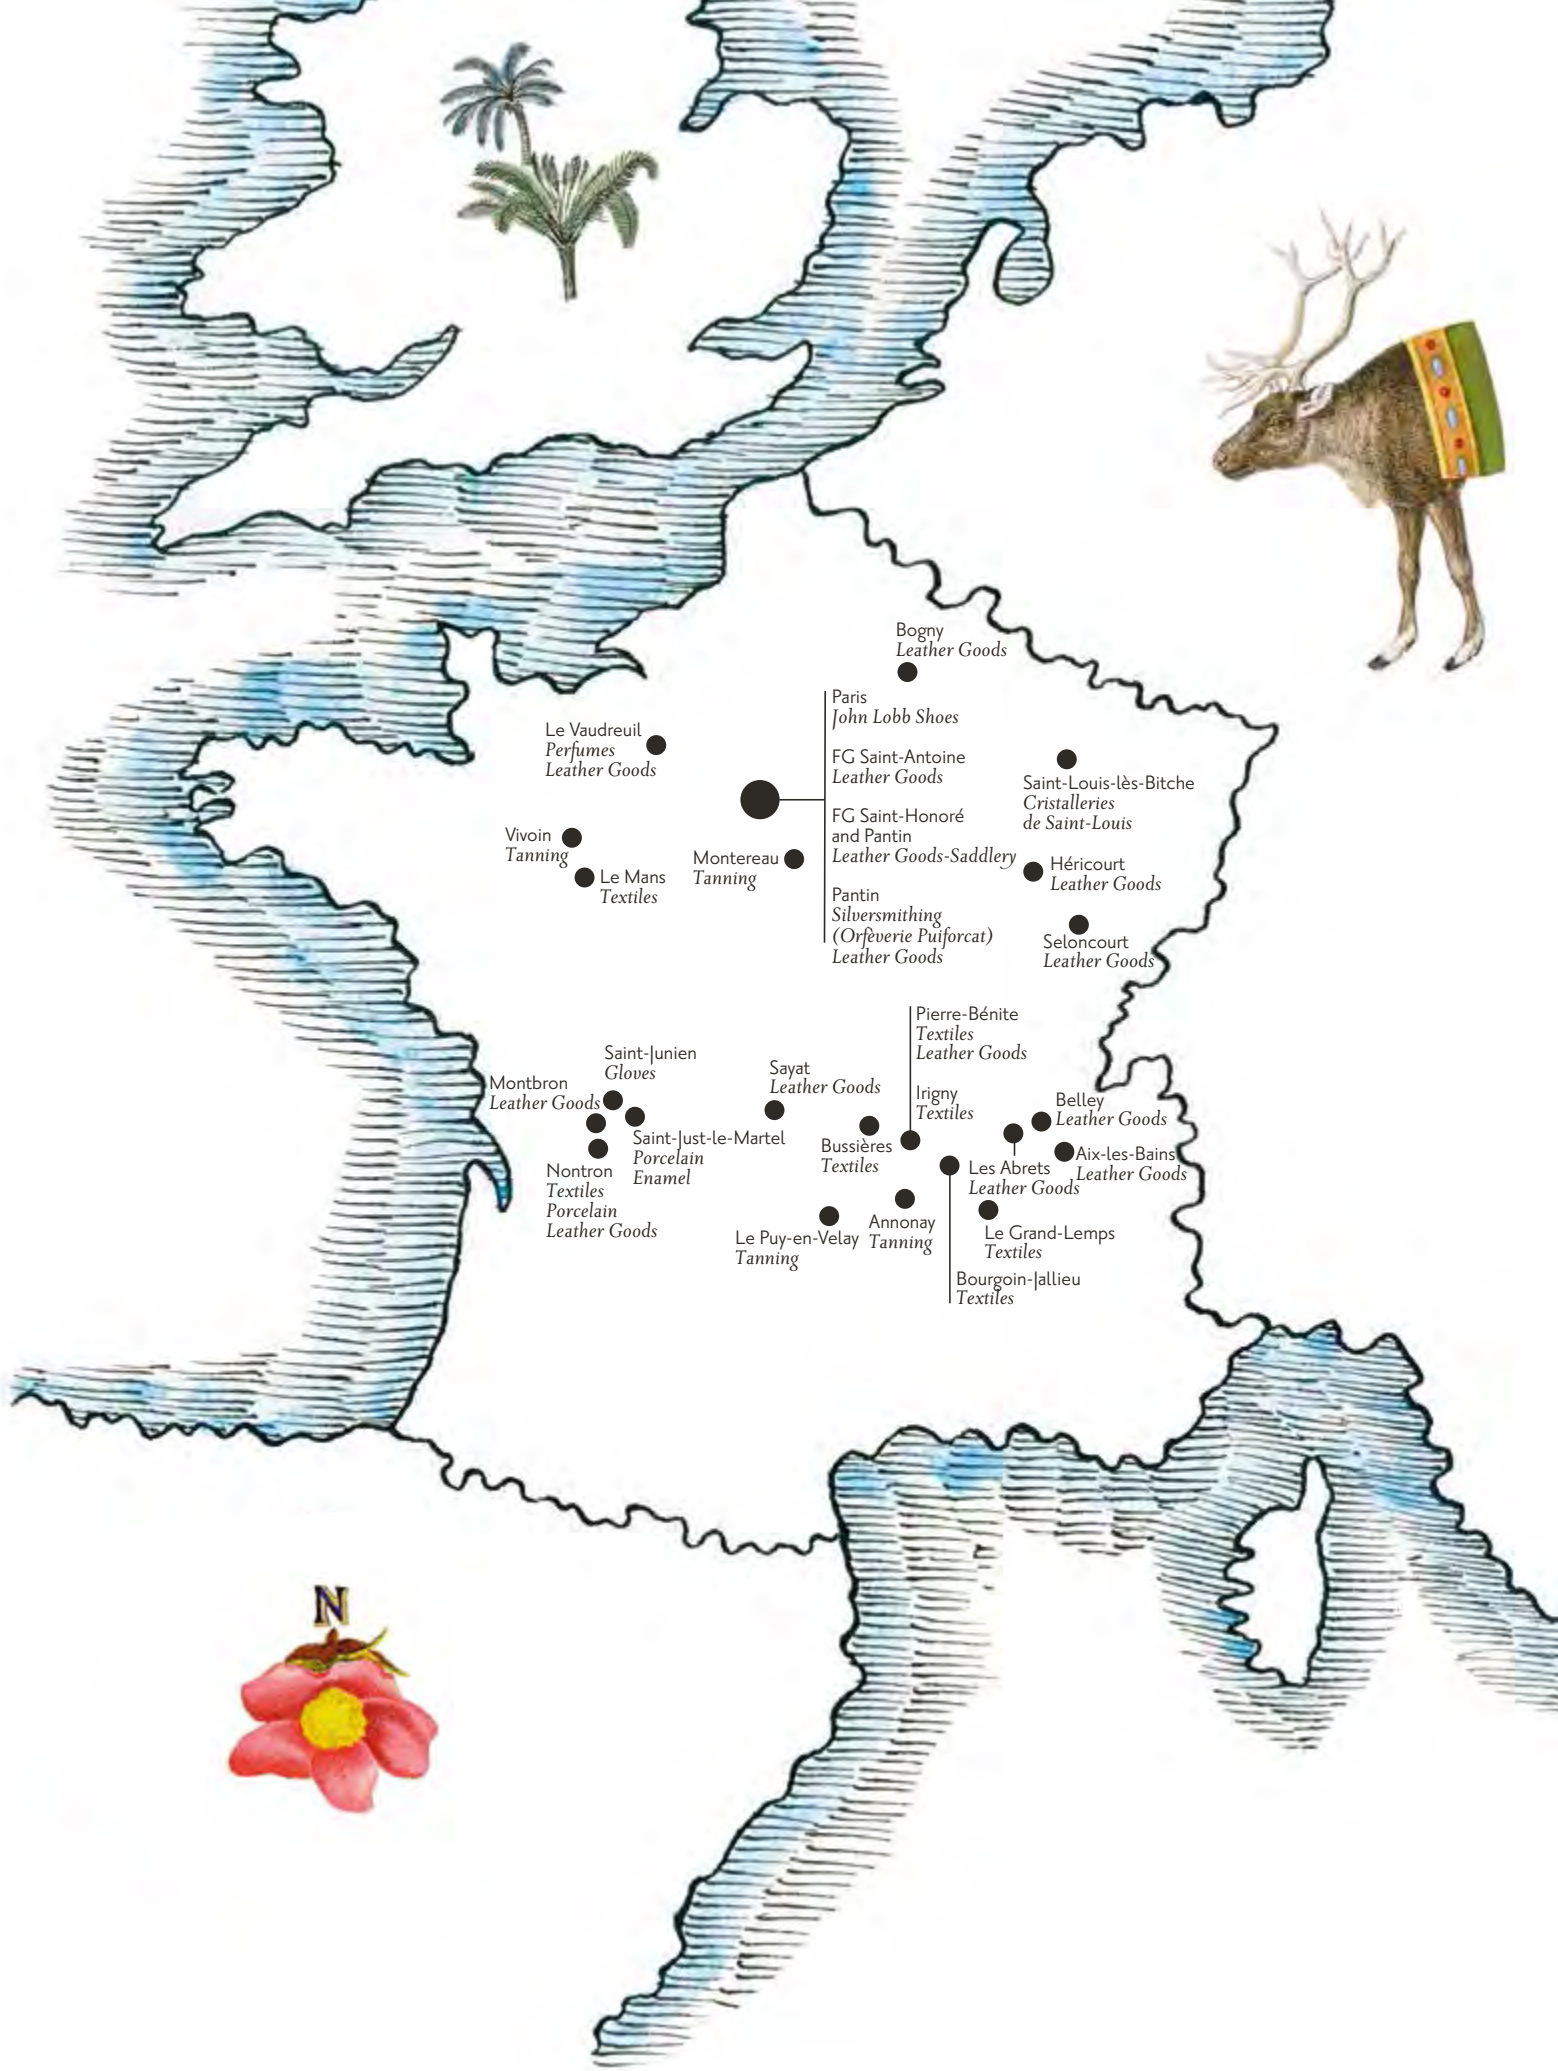 Bogny
Leather Goods
Paris
John Lobb Shoes
FG Saint-Antoine
Leather Goods
FG Saint-Honoré
and Pantin
Leather Goods-Saddlery
Pantin
Silversmithing
(Orfèverie Puiforcat)
Leather Goods
Le Vaudreuil
Perfumes
Leather Goods
Saint-Louis-lès-Bitche
Cristalleries
de Saint-Louis
Vivoin
Tanning
Le Mans
Textiles
Montereau
Tanning
Héricourt
Leather Goods
Seloncourt
Leather Goods
Pierre-Bénite
Textiles
Leather Goods
Irigny
Textiles
Saint-Junien
Gloves
Montbron
Leather Goods
Saint-Just-le-Martel
Porcelain
Enamel
Nontron
Textiles
Porcelain
Leather Goods
Sayat
Leather Goods
Bussières
Textiles
Belley
Leather Goods
Aix-les-Bains
Leather Goods
Les Abrets
Leather Goods
Le Puy-en-Velay
Tanning
Annonay
Tanning
Le Grand-Lemps
Textiles
Bourgoin-Jallieu
Textiles
N